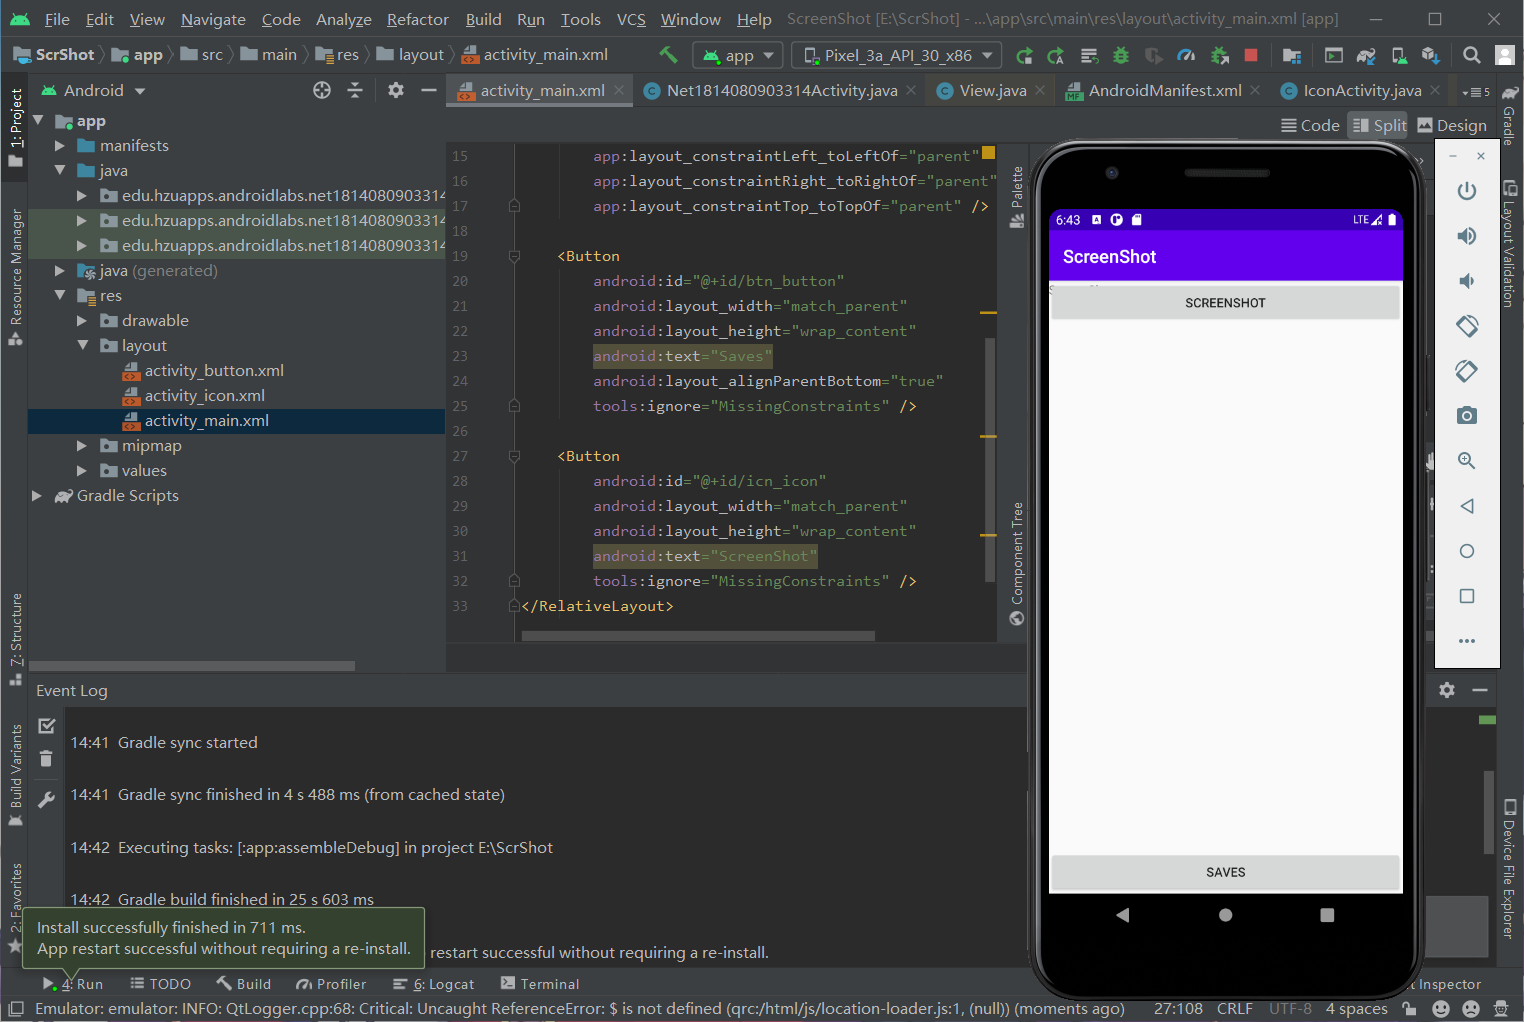 File Edit View Navigate Code Analyze Refactor Build Run Tools VCS Window Help ScreenShot [E:\ScrShot] - ...\app\src\main\res\layout\activity_main.xml [app]
ScrShot app src main res layout activity_main.xml app Pixel_3a_API_30_x86
Android
activity_main.xml Net1814080903314Activity.java View.java AndroidManifest.xml IconActivity.java 5
Code Split Design
1: Project
Resource Manager
7: Structure
Build Variants
2: Favorites
app
manifests
java
edu.hzuapps.androidlabs.net181408090331
edu.hzuapps.androidlabs.net181408090331
edu.hzuapps.androidlabs.net181408090331
java (generated)
res
drawable
layout
activity_button.xml
activity_icon.xml
activity_main.xml
mipmap
values
Gradle Scripts
15 app:layout_constraintLeft_toLeftOf="parent"
16 app:layout_constraintRight_toRightOf="parent"
17 app:layout_constraintTop_toTopOf="parent" />
18
19 <Button
20 android:id="@+id/btn_button"
21 android:layout_width="match_parent"
22 android:layout_height="wrap_content"
23 android:text="Saves"
24 android:layout_alignParentBottom="true"
25 tools:ignore="MissingConstraints" />
26
27 <Button
28 android:id="@+id/icn_icon"
29 android:layout_width="match_parent"
30 android:layout_height="wrap_content"
31 android:text="ScreenShot"
32 tools:ignore="MissingConstraints" />
33 </RelativeLayout>
Palette
Component Tree
6:43 LTE
ScreenShot
SCREENSHOT
SAVES
Gradle
Layout Validation
Device File Explorer
Event Log
14:41 Gradle sync started
14:41 Gradle sync finished in 4 s 488 ms (from cached state)
14:42 Executing tasks: [:app:assembleDebug] in project E:\ScrShot
14:42 Gradle build finished in 25 s 603 ms
restart successful without requiring a re-install.
Install successfully finished in 711 ms.
App restart successful without requiring a re-install.
4: Run TODO Build Profiler 6: Logcat Terminal t Inspector
Emulator: emulator: INFO: QtLogger.cpp:68: Critical: Uncaught ReferenceError: $ is not defined (qrc:/html/js/location-loader.js:1, (null)) (moments ago) 27:108 CRLF UTF-8 4 spaces